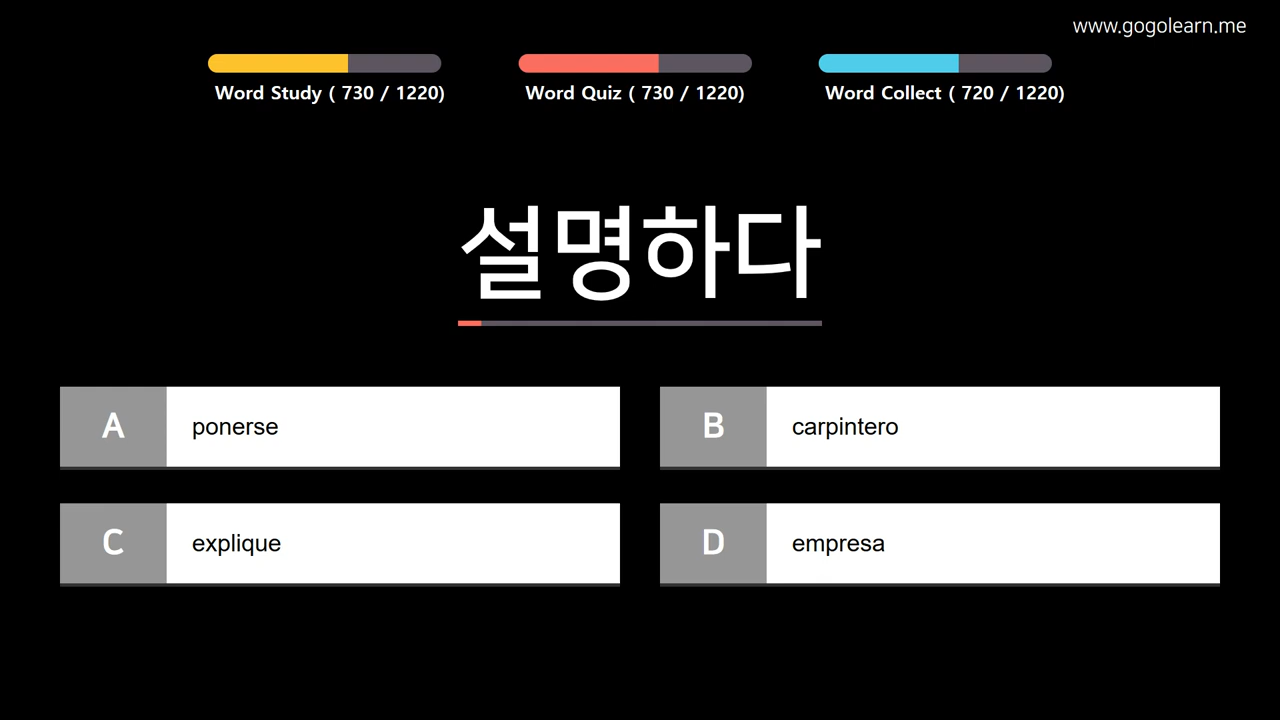 www.gogolearn.me
Word Study ( 730 / 1220)
Word Quiz ( 730 / 1220)
Word Collect ( 720 / 1220)
설명하다
A ponerse
B carpintero
C explique
D empresa